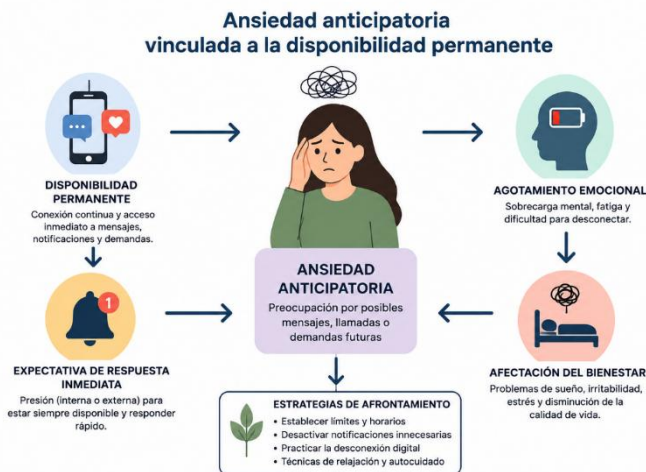 Ansiedad anticipatoria
vinculada a la disponibilidad permanente
DISPONIBILIDAD
PERMANENTE
Conexión continua y acceso
inmediato a mensajes,
notificaciones y demandas.
1
EXPECTATIVA DE RESPUESTA
INMEDIATA
Presión (interna o externa) para
estar siempre disponible y responder
rápido.
ANSIEDAD
ANTICIPATORIA
Preocupación por posibles
mensajes, llamadas o
demandas futuras
AGOTAMIENTO EMOCIONAL
Sobrecarga mental, fatiga y
dificultad para desconectar.
AFECTACIÓN DEL BIENESTAR
Problemas de sueño, irritabilidad,
estrés y disminución de la
calidad de vida.
ESTRATEGIAS DE AFRONTAMIENTO
• Establecer límites y horarios
• Desactivar notificaciones innecesarias
• Practicar la desconexión digital
• Técnicas de relajación y autocuidado